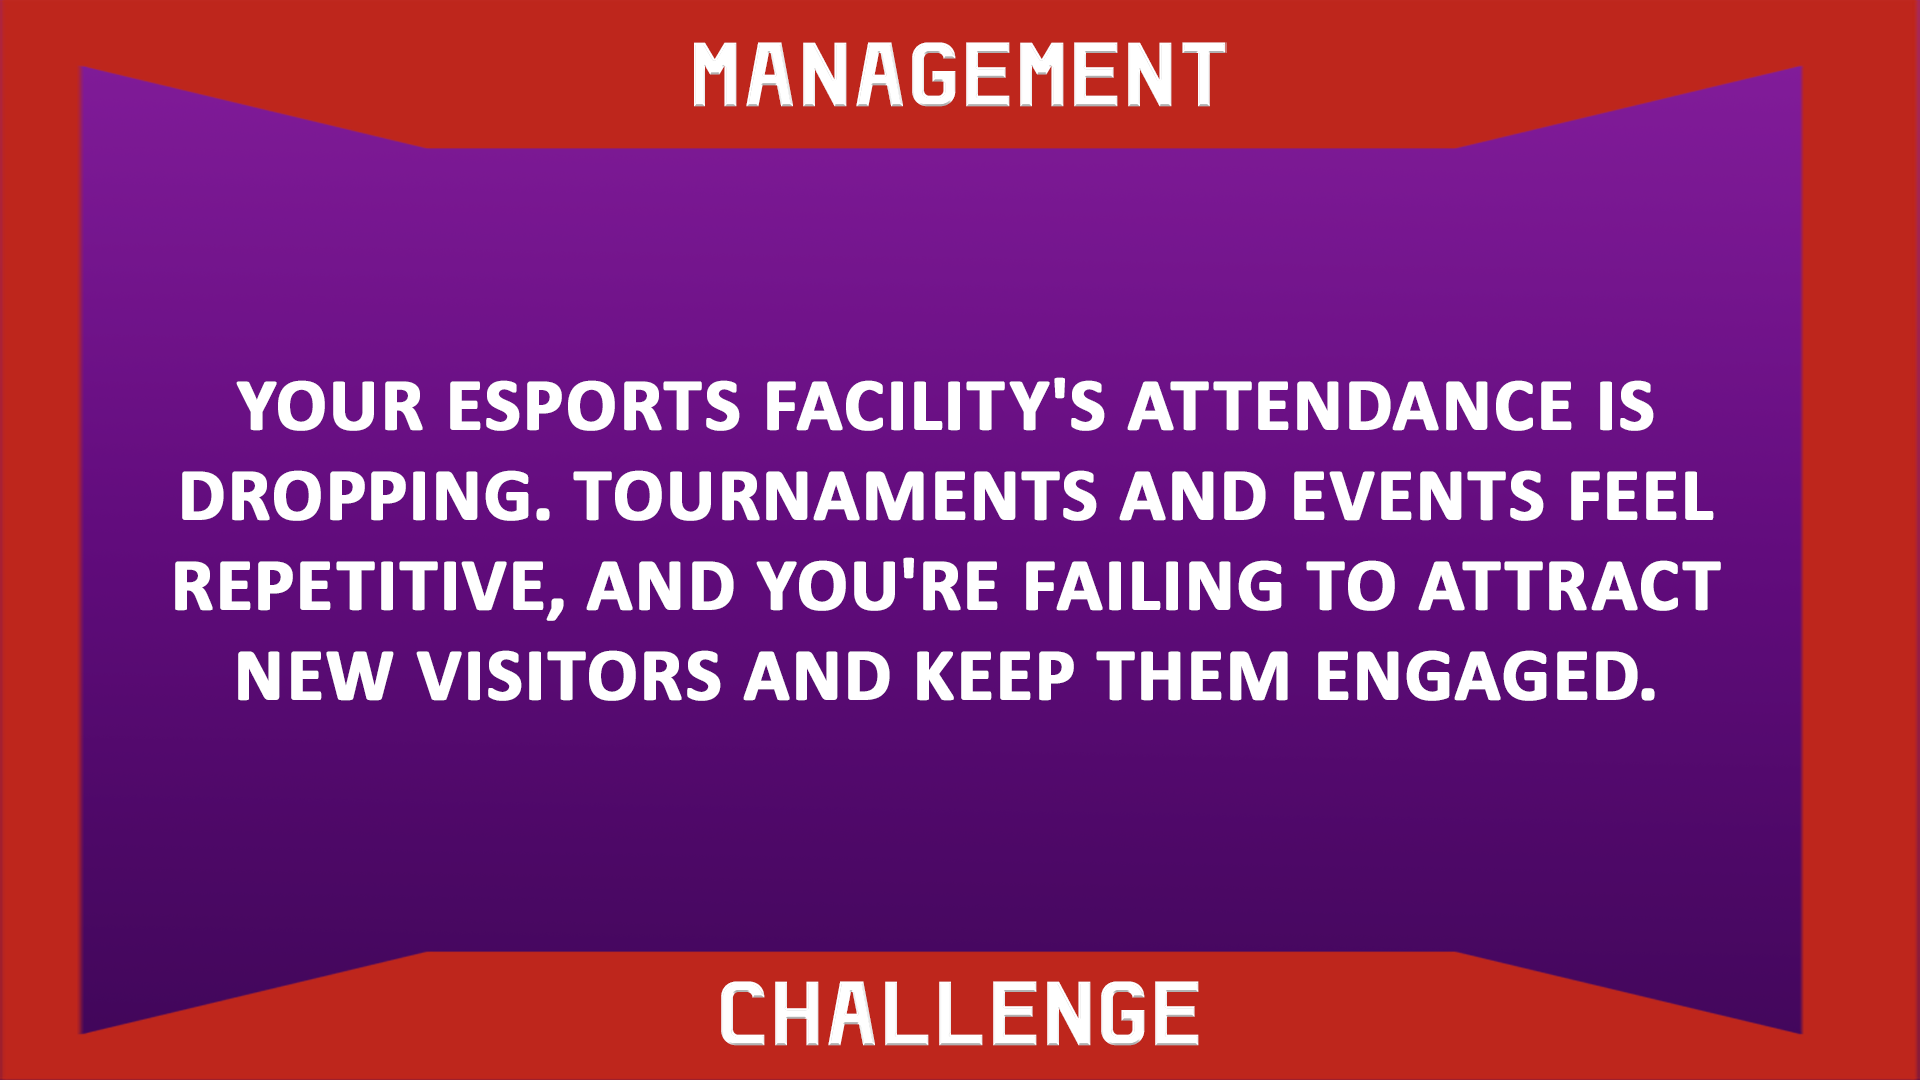 MANAGEMENT
YOUR ESPORTS FACILITY'S ATTENDANCE IS
DROPPING. TOURNAMENTS AND EVENTS FEEL
REPETITIVE, AND YOU'RE FAILING TO ATTRACT
NEW VISITORS AND KEEP THEM ENGAGED.
CHALLENGE